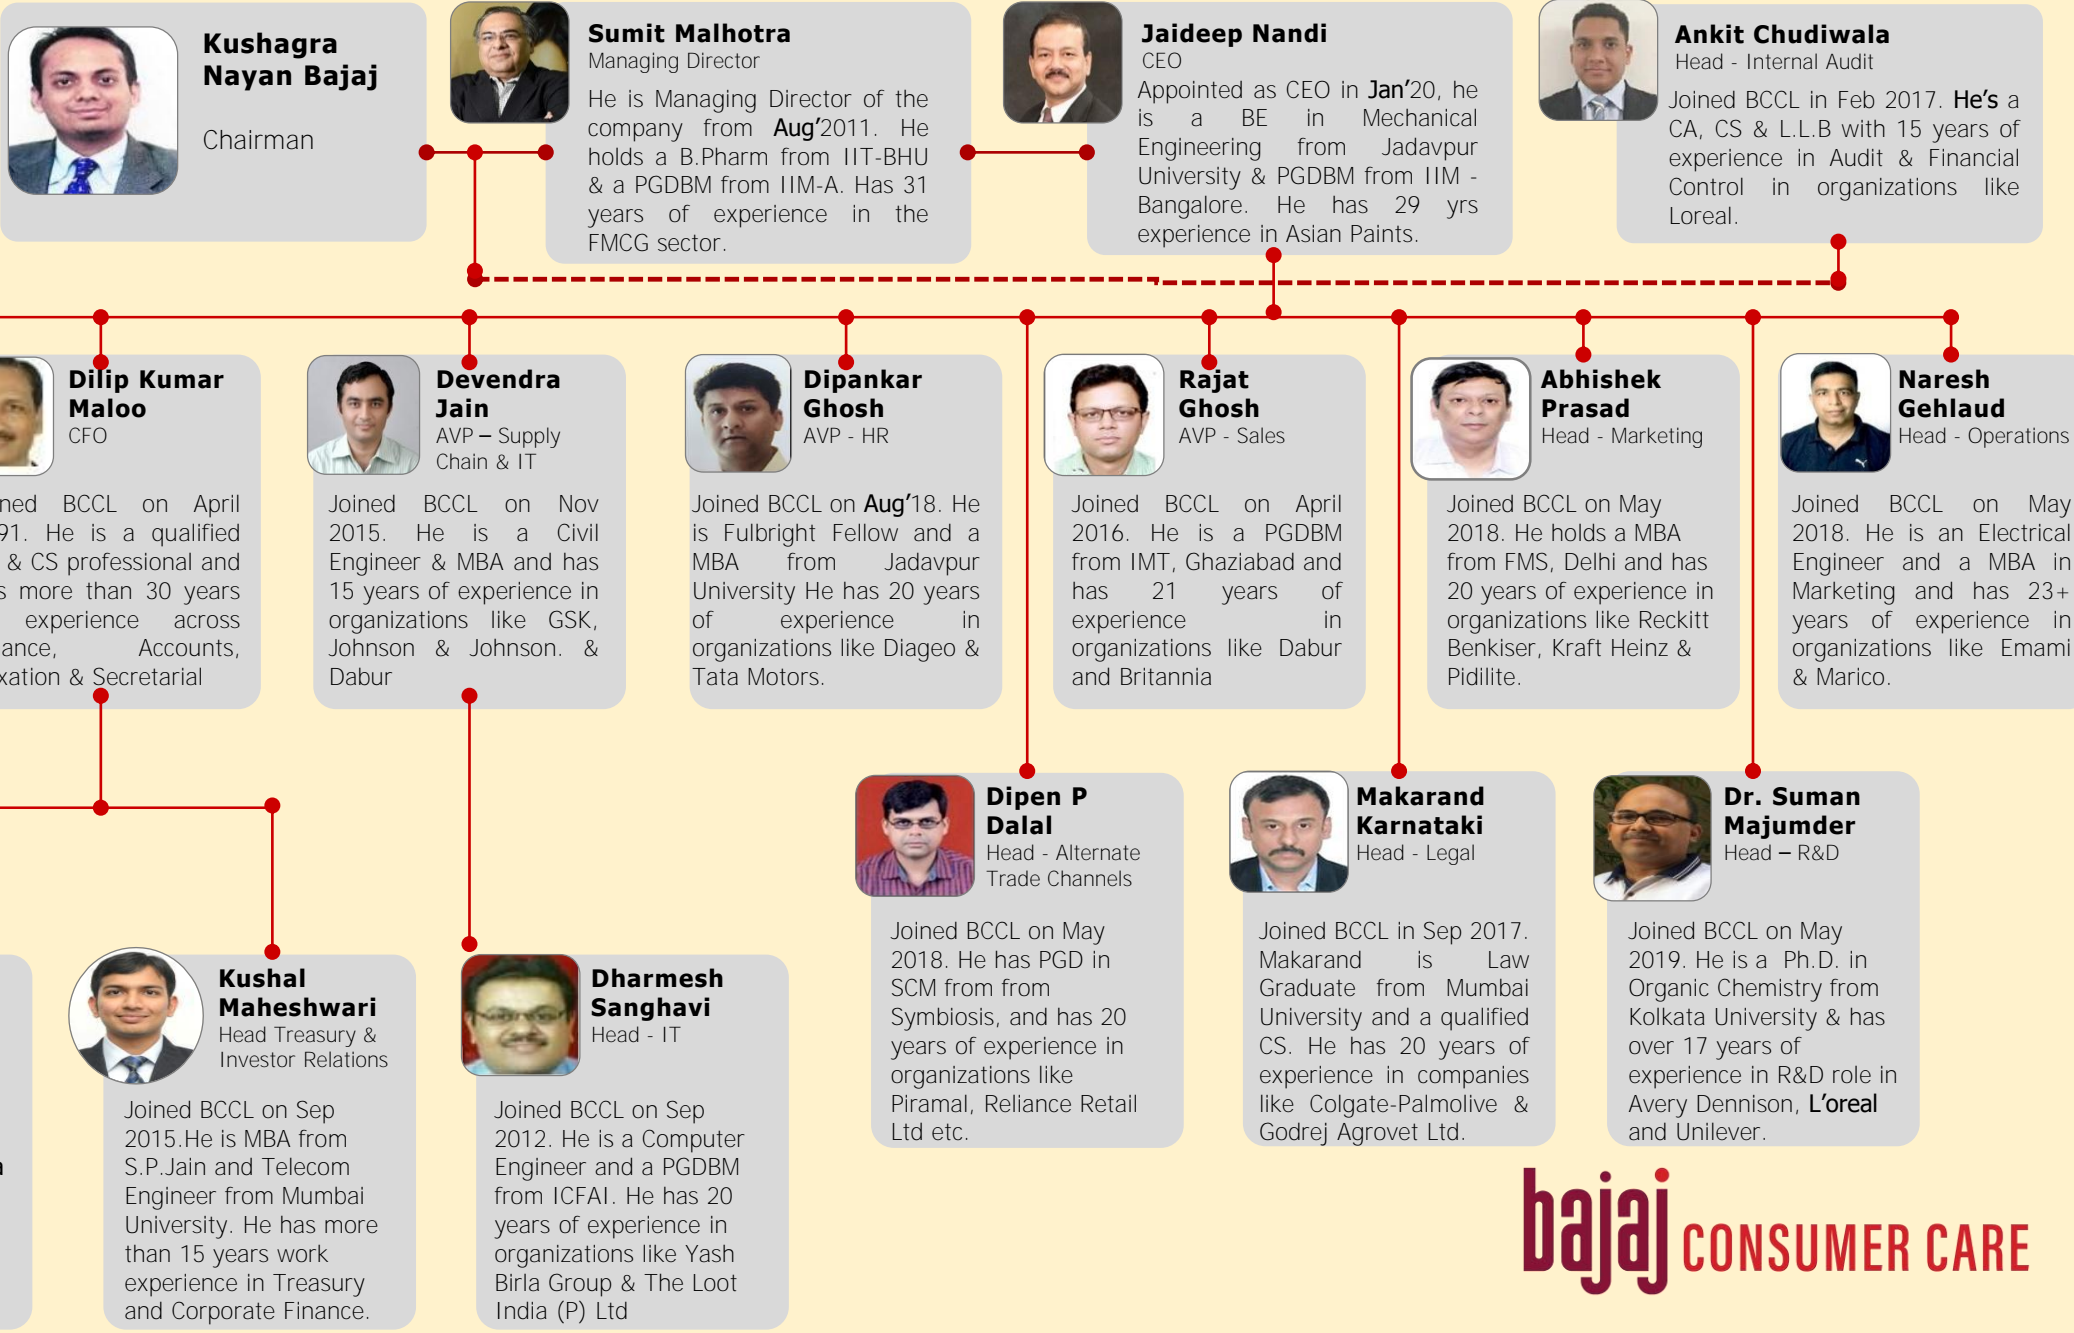 Kushagra
Nayan Bajaj
Chairman
Sumit Malhotra
Managing Director
He is Managing Director of the
company from Aug'2011. He
holds a B.Pharm from IIT-BHU
& a PGDBM from IIM-A. Has 31
years of experience in the
FMCG sector.
Jaideep Nandi
CEO
Appointed as CEO in Jan'20, he
is a BE in Mechanical
Engineering from Jadavpur
University & PGDBM from IIM -
Bangalore. He has 29 yrs
experience in Asian Paints.
Ankit Chudiwala
Head - Internal Audit
Joined BCCL in Feb 2017. He's a
CA, CS & L.L.B with 15 years of
experience in Audit & Financial
Control in organizations like
Loreal.
Dilip Kumar
Maloo
CFO
BCCL on April
He is a qualified
& CS professional and
more than 30 years
experience across
Accounts,
& Secretarial
Devendra
Jain
AVP – Supply
Chain & IT
Joined BCCL on Nov
2015. He is a Civil
Engineer & MBA and has
15 years of experience in
organizations like GSK,
Johnson & Johnson. &
Dabur
Dipankar
Ghosh
AVP - HR
Joined BCCL on Aug'18. He
is Fulbright Fellow and a
MBA from Jadavpur
University He has 20 years
of experience in
organizations like Diageo &
Tata Motors.
Rajat
Ghosh
AVP - Sales
Joined BCCL on April
2016. He is a PGDBM
from IMT, Ghaziabad and
has 21 years of
experience in
organizations like Dabur
and Britannia
Abhishek
Prasad
Head - Marketing
Joined BCCL on May
2018. He holds a MBA
from FMS, Delhi and has
20 years of experience in
organizations like Reckitt
Benkiser, Kraft Heinz &
Pidilite.
Naresh
Gehlaud
Head - Operations
Joined BCCL on May
2018. He is an Electrical
Engineer and a MBA in
Marketing and has 23+
years of experience in
organizations like Emami
& Marico.
Dipen P
Dalal
Head - Alternate
Trade Channels
Joined BCCL on May
2018. He has PGD in
SCM from from
Symbiosis, and has 20
years of experience in
organizations like
Piramal, Reliance Retail
Ltd etc.
Makarand
Karnataki
Head - Legal
Joined BCCL in Sep 2017.
Makarand is Law
Graduate from Mumbai
University and a qualified
CS. He has 20 years of
experience in companies
like Colgate-Palmolive &
Godrej Agrovet Ltd.
Dr. Suman
Majumder
Head – R&D
Joined BCCL on May
2019. He is a Ph.D. in
Organic Chemistry from
Kolkata University & has
over 17 years of
experience in R&D role in
Avery Dennison, L'oreal
and Unilever.
Kushal
Maheshwari
Head Treasury &
Investor Relations
Joined BCCL on Sep
2015.He is MBA from
S.P.Jain and Telecom
Engineer from Mumbai
University. He has more
than 15 years work
experience in Treasury
and Corporate Finance.
Dharmesh
Sanghavi
Head - IT
Joined BCCL on Sep
2012. He is a Computer
Engineer and a PGDBM
from ICFAI. He has 20
years of experience in
organizations like Yash
Birla Group & The Loot
India (P) Ltd
bajaj CONSUMER CARE